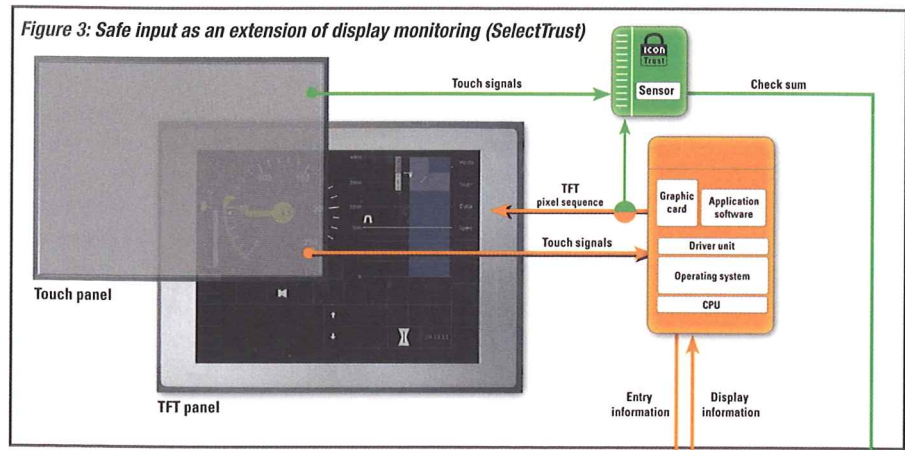 Figure 3: Safe input as an extension of display monitoring (SelectTrust)
icon
Trust
Sensor
Touch signals
Check sum
TFT
pixel sequence
Graphic
card
Application
software
Touch signals
Driver unit
Operating system
CPU
Touch panel
TFT panel
Entry
information
Display
information